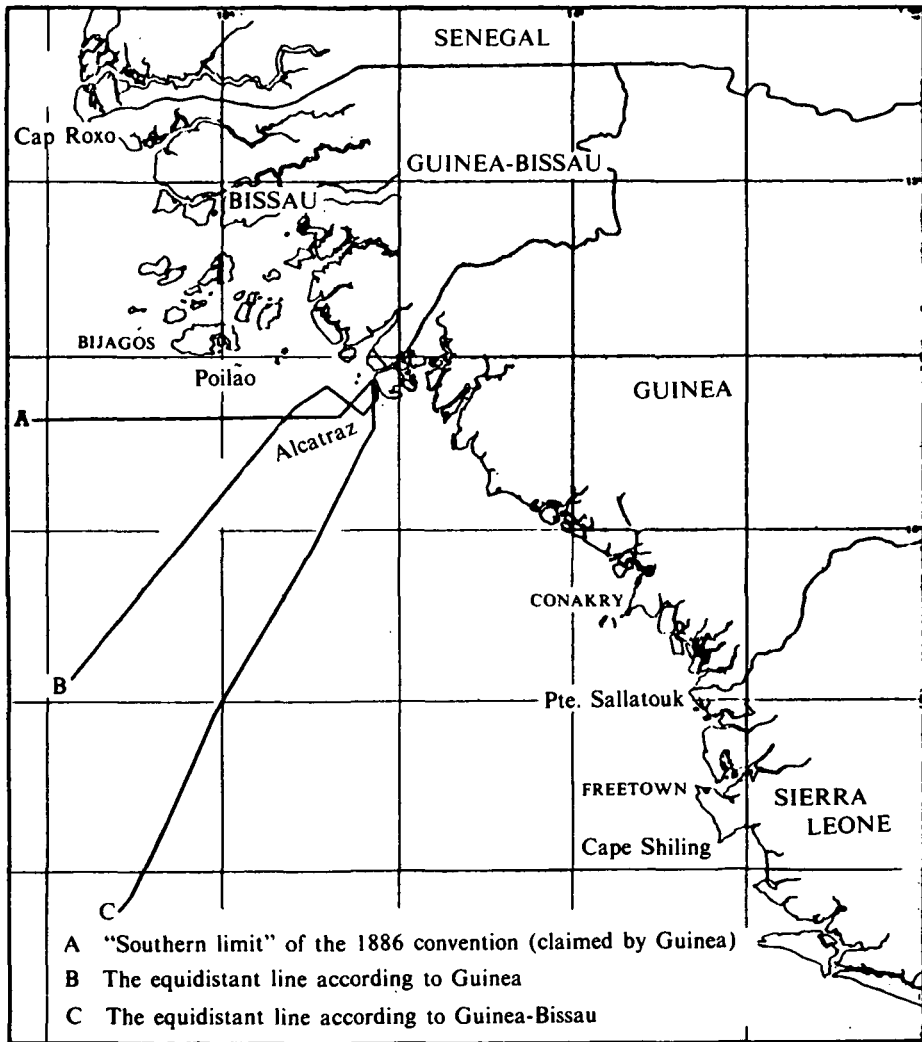 SENEGAL
Cap Roxo
GUINEA-BISSAU
BISSAU
BIJAGÓS
Poilão
GUINEA
A
Alcatraz
CONAKRY
B
Pte. Sallatouk
FREETOWN
SIERRA
LEONE
Cape Shiling
C
A "Southern limit" of the 1886 convention (claimed by Guinea)
B The equidistant line according to Guinea
C The equidistant line according to Guinea-Bissau